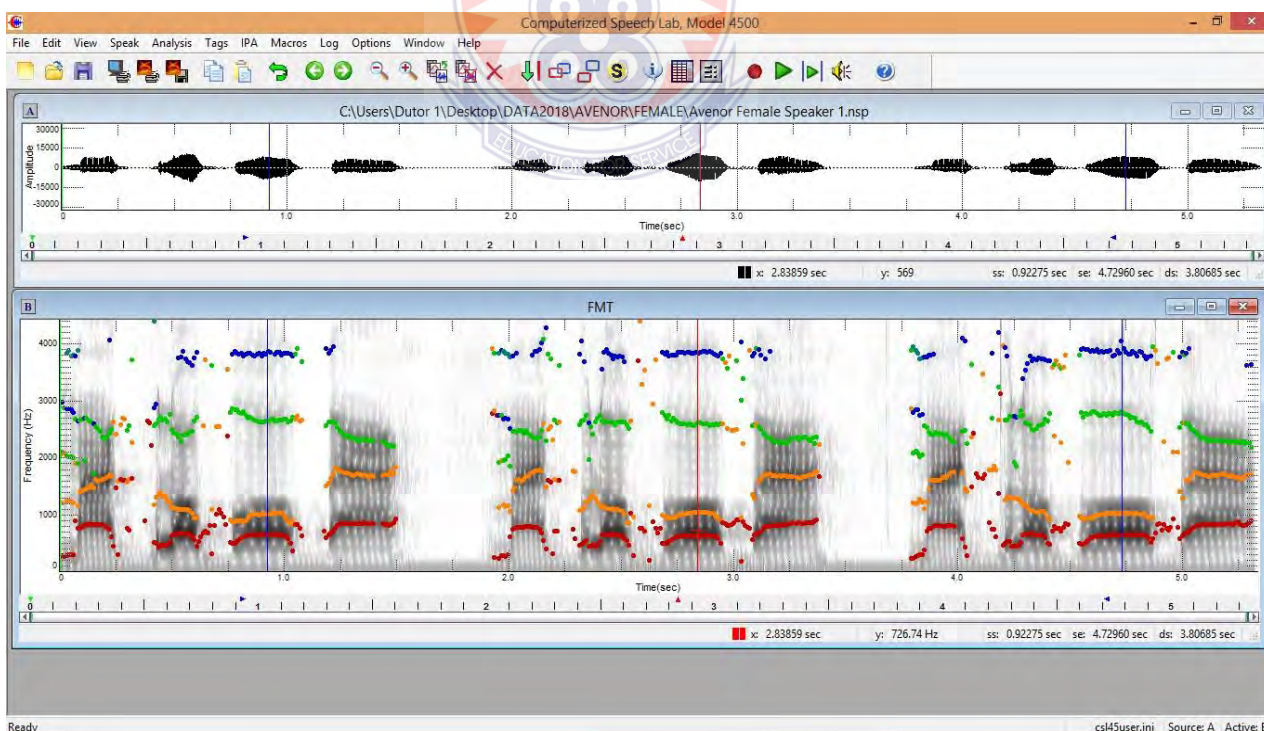 Computerized Speech Lab, Model 4500
File Edit View Speak Analysis Tags IPA Macros Log Options Window Help
A C:\Users\Dutor 1\Desktop\DATA2018\AVENOR\FEMALE\Avenor Female Speaker 1.nsp
EDUCATION FOR SERVICE
Amplitude
30000
15000
0
-15000
-30000
0 1.0 2.0 3.0 4.0 5.0
Time(sec)
0 1 2 3 4 5
x: 2.83859 sec y: 569 ss: 0.92275 sec se: 4.72960 sec ds: 3.80685 sec
B FMT
Frequency (Hz)
4000
3000
2000
1000
0
0 1.0 2.0 3.0 4.0 5.0
Time(sec)
0 1 2 3 4 5
x: 2.83859 sec y: 726.74 Hz ss: 0.92275 sec se: 4.72960 sec ds: 3.80685 sec
Ready csl45user.ini Source: A Active: B